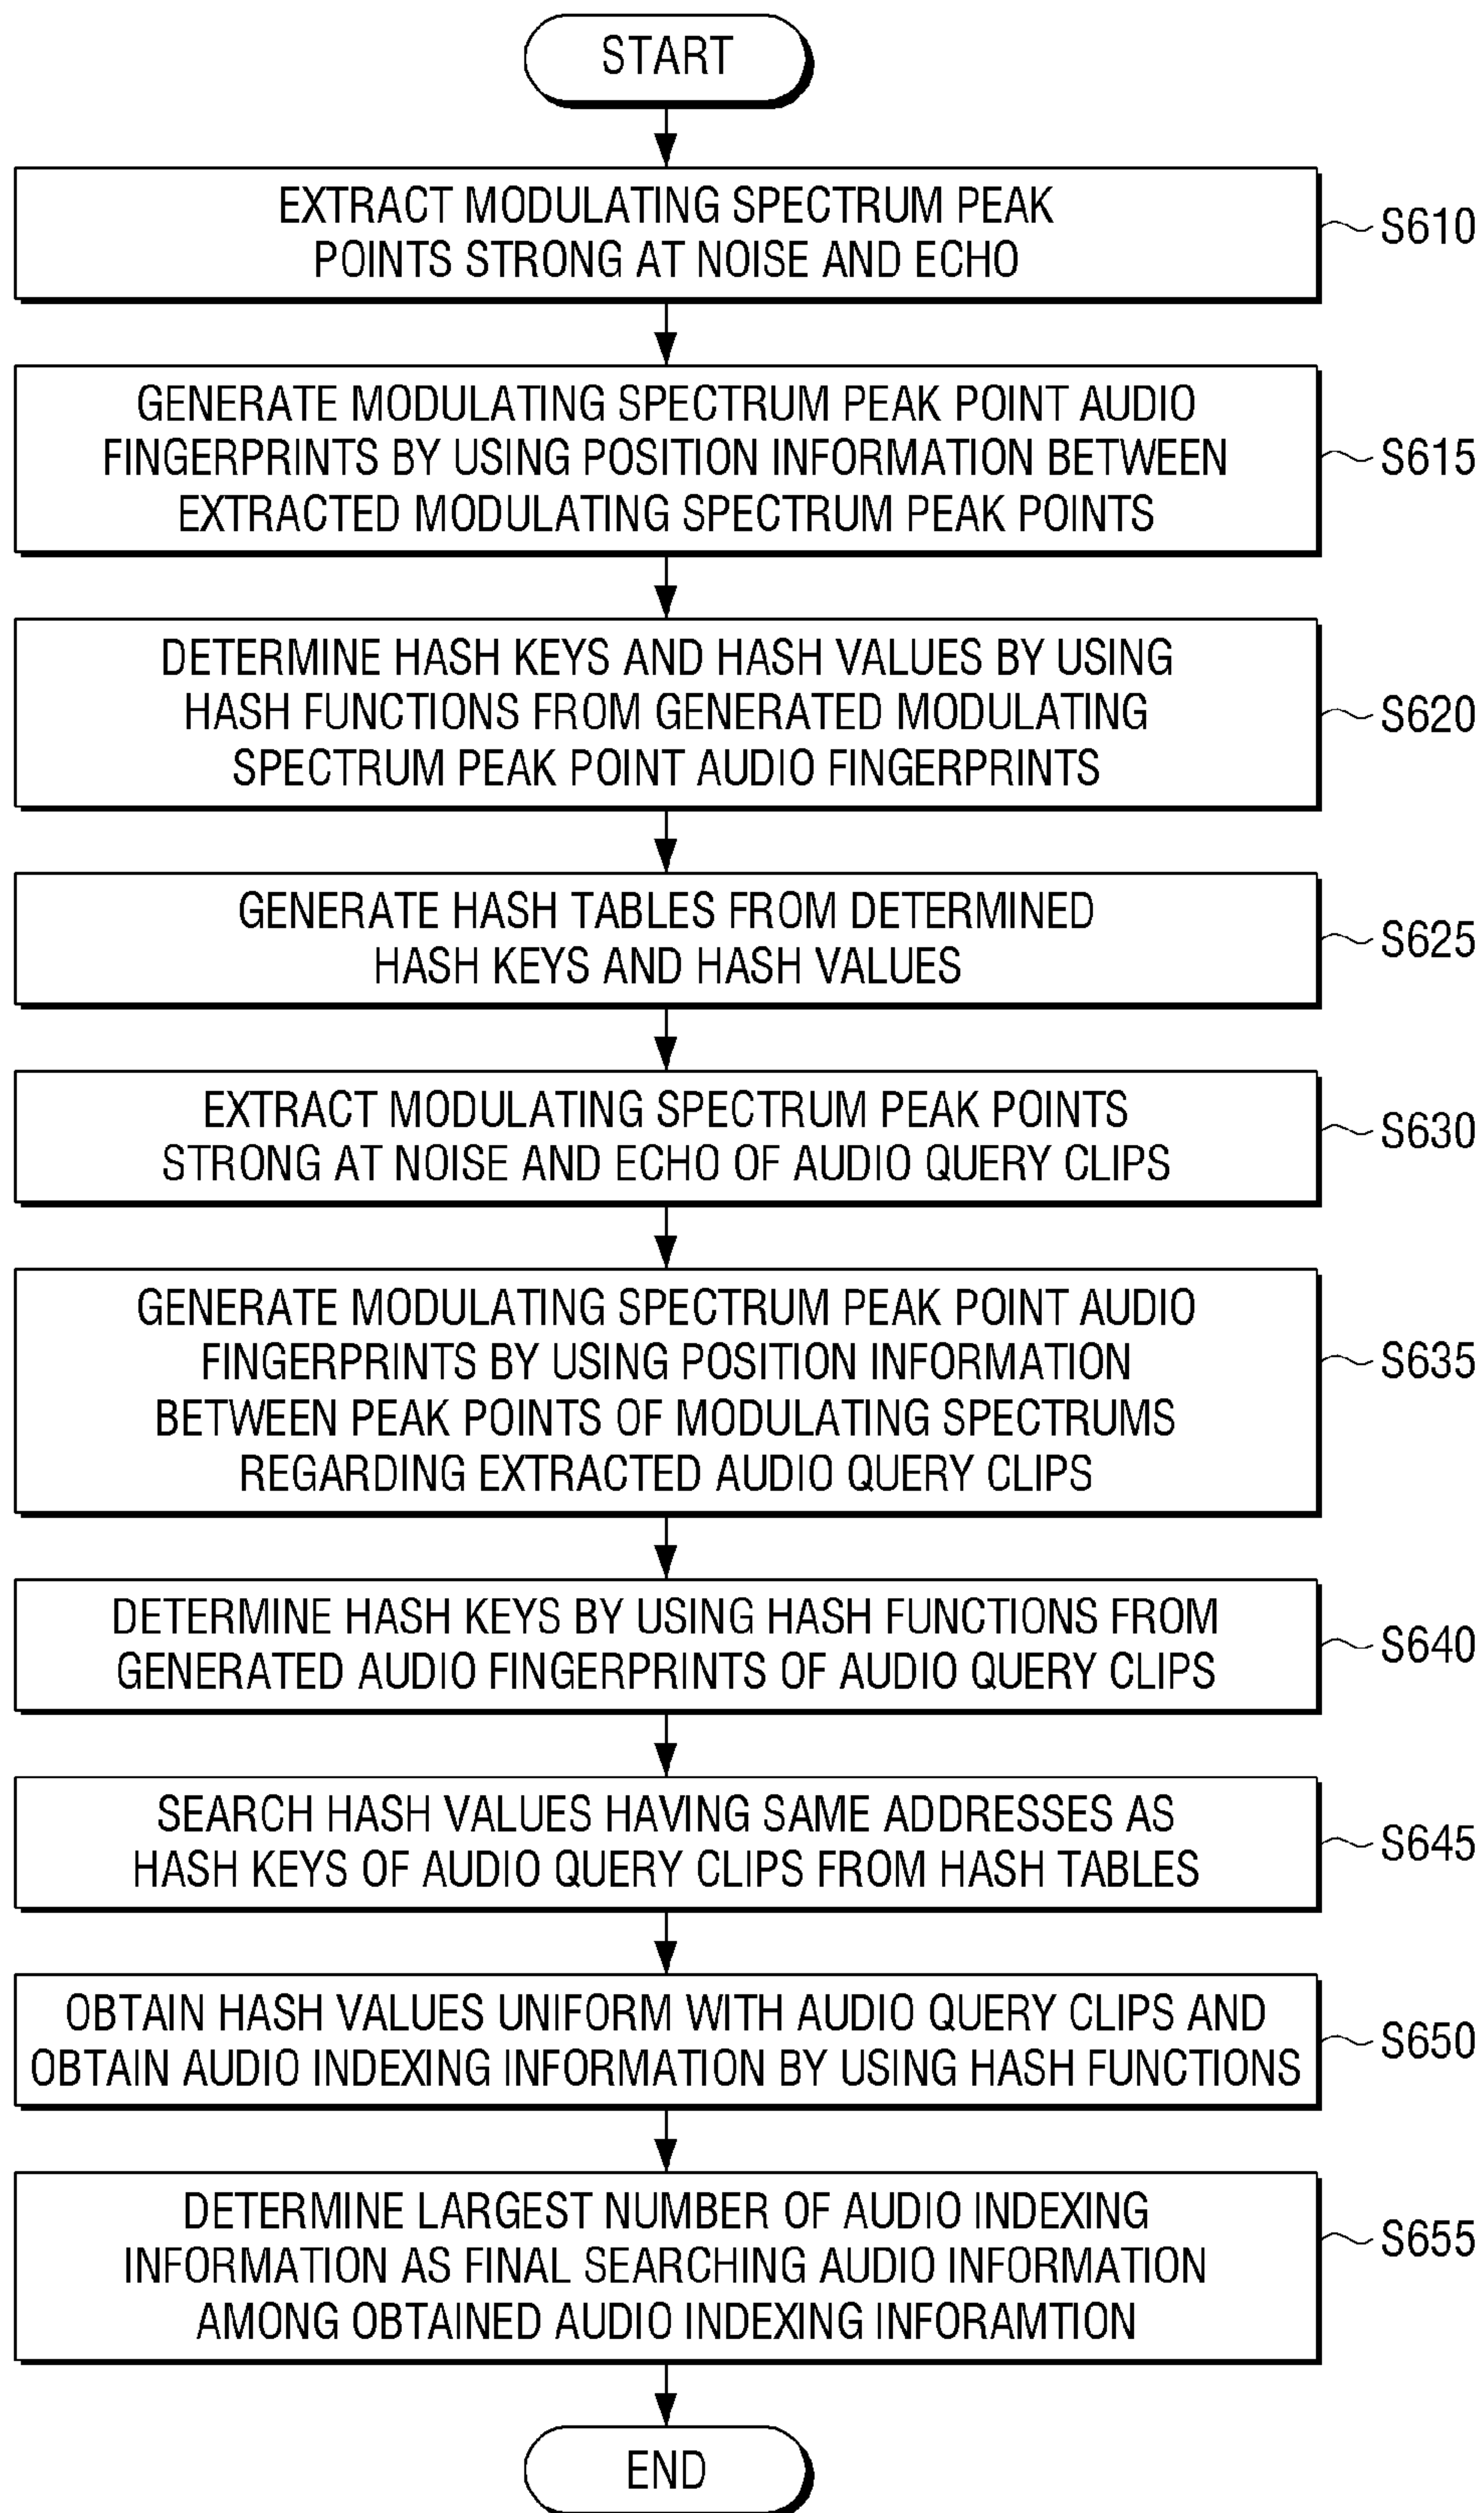 START
EXTRACT MODULATING SPECTRUM PEAK
POINTS STRONG AT NOISE AND ECHO
S610
GENERATE MODULATING SPECTRUM PEAK POINT AUDIO
FINGERPRINTS BY USING POSITION INFORMATION BETWEEN
EXTRACTED MODULATING SPECTRUM PEAK POINTS
S615
DETERMINE HASH KEYS AND HASH VALUES BY USING
HASH FUNCTIONS FROM GENERATED MODULATING
SPECTRUM PEAK POINT AUDIO FINGERPRINTS
S620
GENERATE HASH TABLES FROM DETERMINED
HASH KEYS AND HASH VALUES
S625
EXTRACT MODULATING SPECTRUM PEAK POINTS
STRONG AT NOISE AND ECHO OF AUDIO QUERY CLIPS
S630
GENERATE MODULATING SPECTRUM PEAK POINT AUDIO
FINGERPRINTS BY USING POSITION INFORMATION
BETWEEN PEAK POINTS OF MODULATING SPECTRUMS
REGARDING EXTRACTED AUDIO QUERY CLIPS
S635
DETERMINE HASH KEYS BY USING HASH FUNCTIONS FROM
GENERATED AUDIO FINGERPRINTS OF AUDIO QUERY CLIPS
S640
SEARCH HASH VALUES HAVING SAME ADDRESSES AS
HASH KEYS OF AUDIO QUERY CLIPS FROM HASH TABLES
S645
OBTAIN HASH VALUES UNIFORM WITH AUDIO QUERY CLIPS AND
OBTAIN AUDIO INDEXING INFORMATION BY USING HASH FUNCTIONS
S650
DETERMINE LARGEST NUMBER OF AUDIO INDEXING
INFORMATION AS FINAL SEARCHING AUDIO INFORMATION
AMONG OBTAINED AUDIO INDEXING INFORAMTION
S655
END